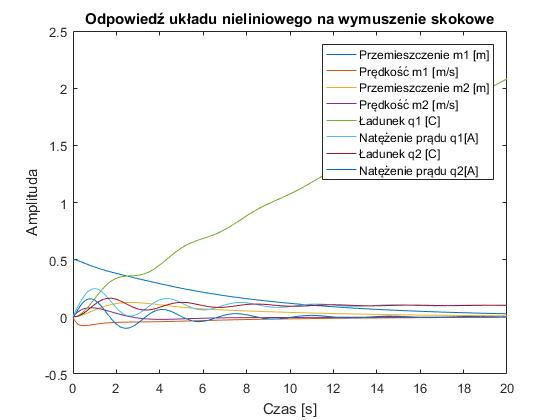 Odpowiedź układu nieliniowego na wymuszenie skokowe
2.5
2
1.5
1
0.5
0
-0.5
Amplituda
Przemieszczenie m1 [m]
Prędkość m1 [m/s]
Przemieszczenie m2 [m]
Prędkość m2 [m/s]
Ładunek q1 [C]
Natężenie prądu q1[A]
Ładunek q2 [C]
Natężenie prądu q2[A]
0 2 4 6 8 10 12 14 16 18 20
Czas [s]